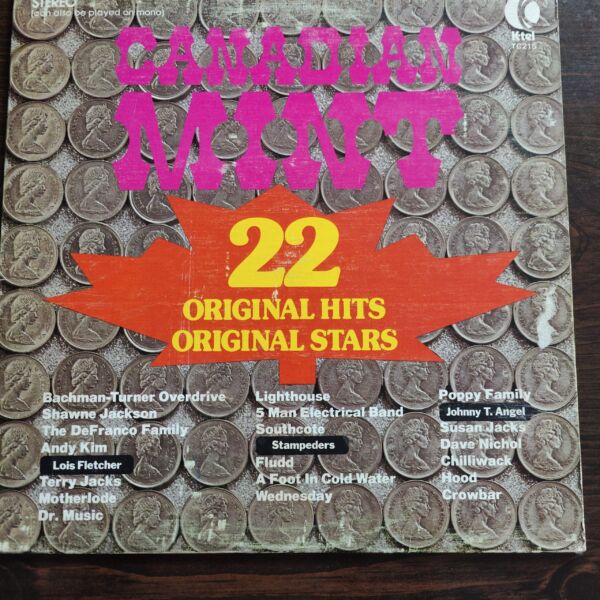 STEREO
(can also be played on mono)
K-tel
TC215
CANADIAN
MINT
22
ORIGINAL HITS
ORIGINAL STARS
Bachman-Turner Overdrive
Shawne Jackson
The DeFranco Family
Andy Kim
Lois Fletcher
Terry Jacks
Motherlode
Dr. Music
Lighthouse
5 Man Electrical Band
Southcote
Stampeders
Fludd
A Foot In Cold Water
Wednesday
Poppy Family
Johnny T. Angel
Susan Jacks
Dave Nichol
Chilliwack
Hood
Crowbar